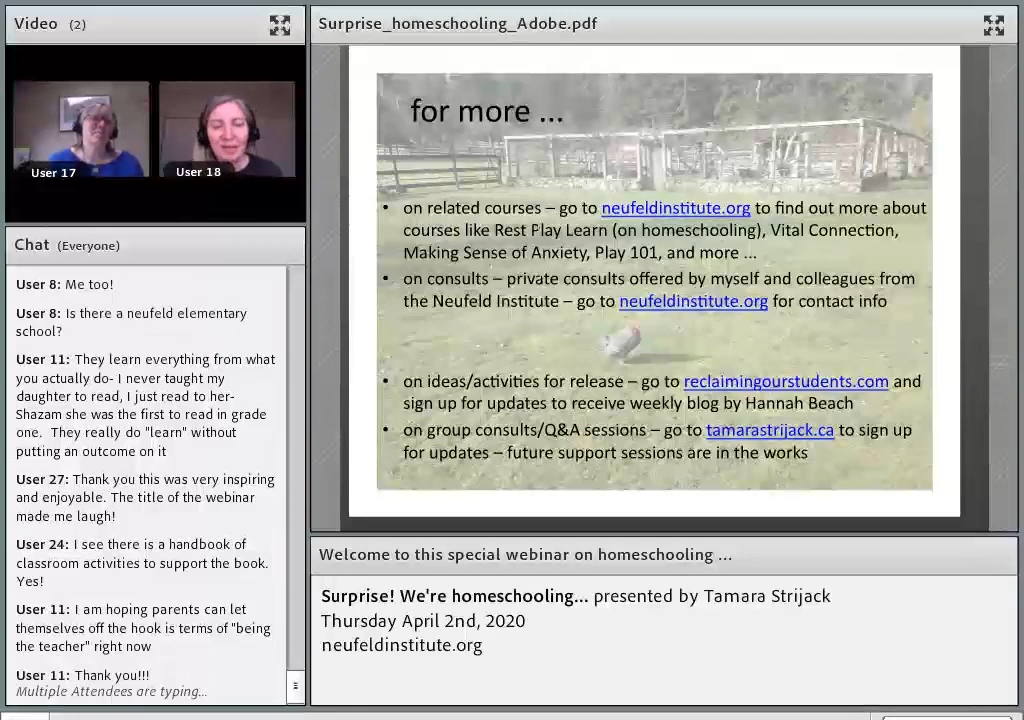 Video (2)
User 17
User 18
Chat (Everyone)
User 8: Me too!
User 8: Is there a neufeld elementary
school?
User 11: They learn everything from what
you actually do- I never taught my
daughter to read, I just read to her-
Shazam she was the first to read in grade
one. They really do "learn" without
putting an outcome on it
User 27: Thank you this was very inspiring
and enjoyable. The title of the webinar
made me laugh!
User 24: I see there is a handbook of
classroom activities to support the book.
Yes!
User 11: I am hoping parents can let
themselves off the hook is terms of "being
the teacher" right now
User 11: Thank you!!!
Multiple Attendees are typing...
Surprise_homeschooling_Adobe.pdf
for more ...
• on related courses – go to neufeldinstitute.org to find out more about
courses like Rest Play Learn (on homeschooling), Vital Connection,
Making Sense of Anxiety, Play 101, and more ...
• on consults – private consults offered by myself and colleagues from
the Neufeld Institute – go to neufeldinstitute.org for contact info
• on ideas/activities for release – go to reclaimingourstudents.com and
sign up for updates to receive weekly blog by Hannah Beach
• on group consults/Q&A sessions – go to tamarastrijack.ca to sign up
for updates – future support sessions are in the works
Welcome to this special webinar on homeschooling ...
Surprise! We're homeschooling... presented by Tamara Strijack
Thursday April 2nd, 2020
neufeldinstitute.org